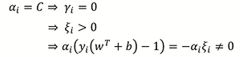 αᵢ = C ⇒ γᵢ = 0
⇒ ξᵢ > 0
⇒ αᵢ(yᵢ(wᵀ + b) − 1) = −αᵢξᵢ ≠ 0